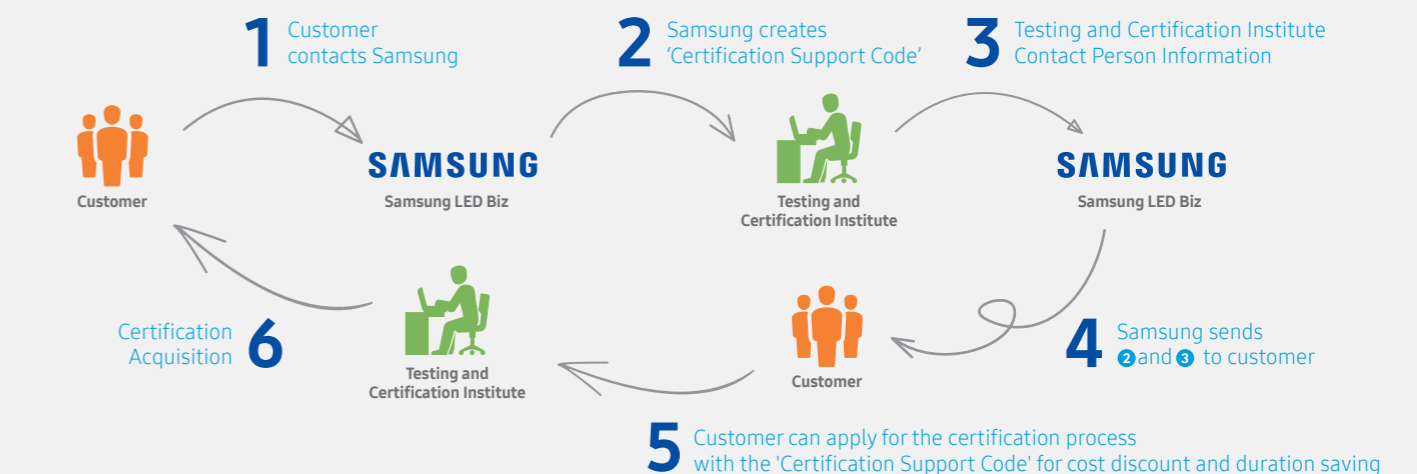 1 Customer
contacts Samsung
2 Samsung creates
‘Certification Support Code’
3 Testing and Certification Institute
Contact Person Information
Customer
SAMSUNG
Samsung LED Biz
Testing and
Certification Institute
SAMSUNG
Samsung LED Biz
4 Samsung sends
2 and 3 to customer
Customer
5 Customer can apply for the certification process
with the 'Certification Support Code' for cost discount and duration saving
Testing and
Certification Institute
Certification
Acquisition 6